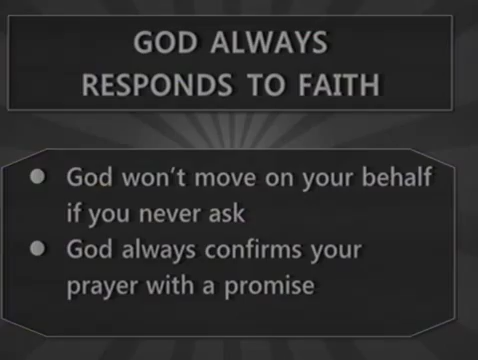 GOD ALWAYS
RESPONDS TO FAITH
● God won't move on your behalf
if you never ask
● God always confirms your
prayer with a promise